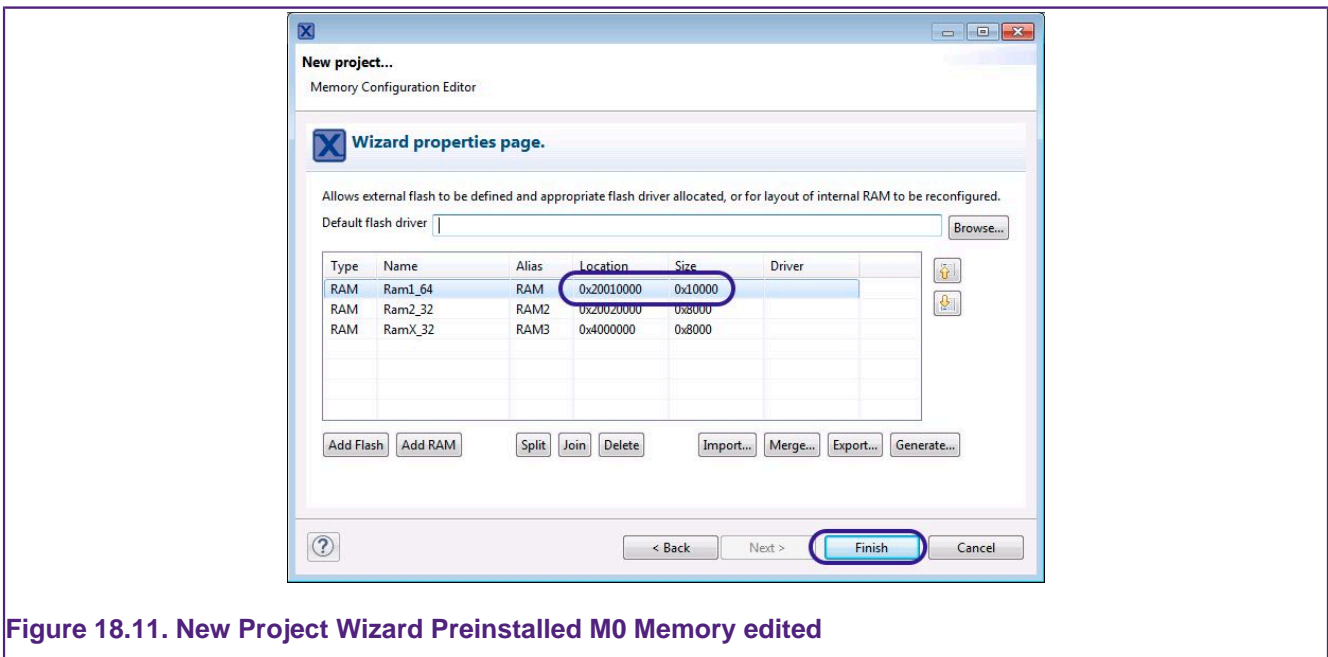 New project...
Memory Configuration Editor
Wizard properties page.
Allows external flash to be defined and appropriate flash driver allocated, or for layout of internal RAM to be reconfigured.
Default flash driver Browse...
Type Name Alias Location Size Driver
RAM Ram1_64 RAM 0x20010000 0x10000
RAM Ram2_32 RAM2 0x20020000 0x8000
RAM RamX_32 RAM3 0x4000000 0x8000
Add Flash Add RAM Split Join Delete Import... Merge... Export... Generate...
? < Back Next > Finish Cancel
Figure 18.11. New Project Wizard Preinstalled M0 Memory edited